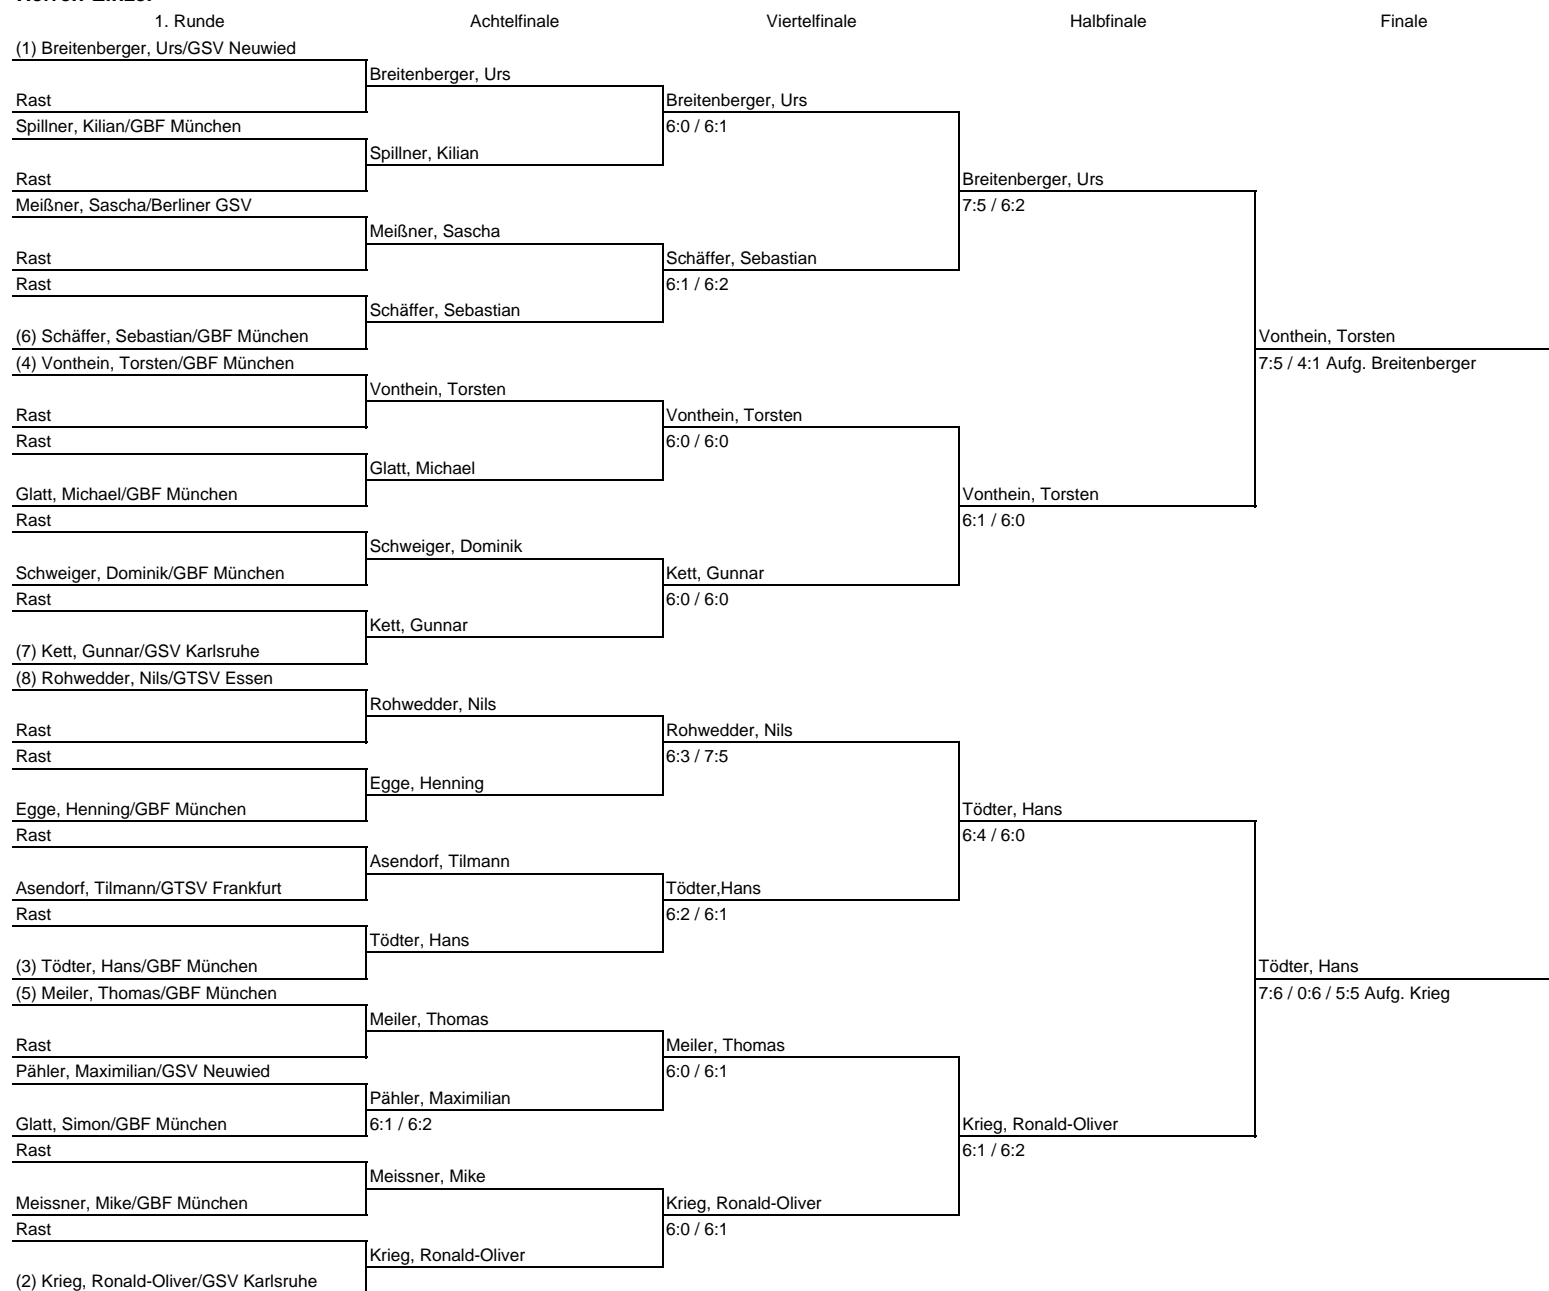 1. Runde Achtelfinale Viertelfinale Halbfinale Finale
(1) Breitenberger, Urs/GSV Neuwied
Breitenberger, Urs
Rast
Breitenberger, Urs
Spillner, Kilian/GBF München
6:0 / 6:1
Spillner, Kilian
Rast
Breitenberger, Urs
Meißner, Sascha/Berliner GSV
7:5 / 6:2
Meißner, Sascha
Rast
Schäffer, Sebastian
Rast
6:1 / 6:2
Schäffer, Sebastian
(6) Schäffer, Sebastian/GBF München
Vonthein, Torsten
(4) Vonthein, Torsten/GBF München
7:5 / 4:1 Aufg. Breitenberger
Vonthein, Torsten
Rast
Vonthein, Torsten
Rast
6:0 / 6:0
Glatt, Michael
Glatt, Michael/GBF München
Vonthein, Torsten
Rast
6:1 / 6:0
Schweiger, Dominik
Schweiger, Dominik/GBF München
Kett, Gunnar
Rast
6:0 / 6:0
Kett, Gunnar
(7) Kett, Gunnar/GSV Karlsruhe
(8) Rohwedder, Nils/GTSV Essen
Rohwedder, Nils
Rast
Rohwedder, Nils
Rast
6:3 / 7:5
Egge, Henning
Egge, Henning/GBF München
Tödter, Hans
Rast
6:4 / 6:0
Asendorf, Tilmann
Asendorf, Tilmann/GTSV Frankfurt
Tödter,Hans
Rast
6:2 / 6:1
Tödter, Hans
(3) Tödter, Hans/GBF München
Tödter, Hans
(5) Meiler, Thomas/GBF München
7:6 / 0:6 / 5:5 Aufg. Krieg
Meiler, Thomas
Rast
Meiler, Thomas
Pähler, Maximilian/GSV Neuwied
6:0 / 6:1
Pähler, Maximilian
Glatt, Simon/GBF München
6:1 / 6:2
Krieg, Ronald-Oliver
Rast
6:1 / 6:2
Meissner, Mike
Meissner, Mike/GBF München
Krieg, Ronald-Oliver
Rast
6:0 / 6:1
Krieg, Ronald-Oliver
(2) Krieg, Ronald-Oliver/GSV Karlsruhe